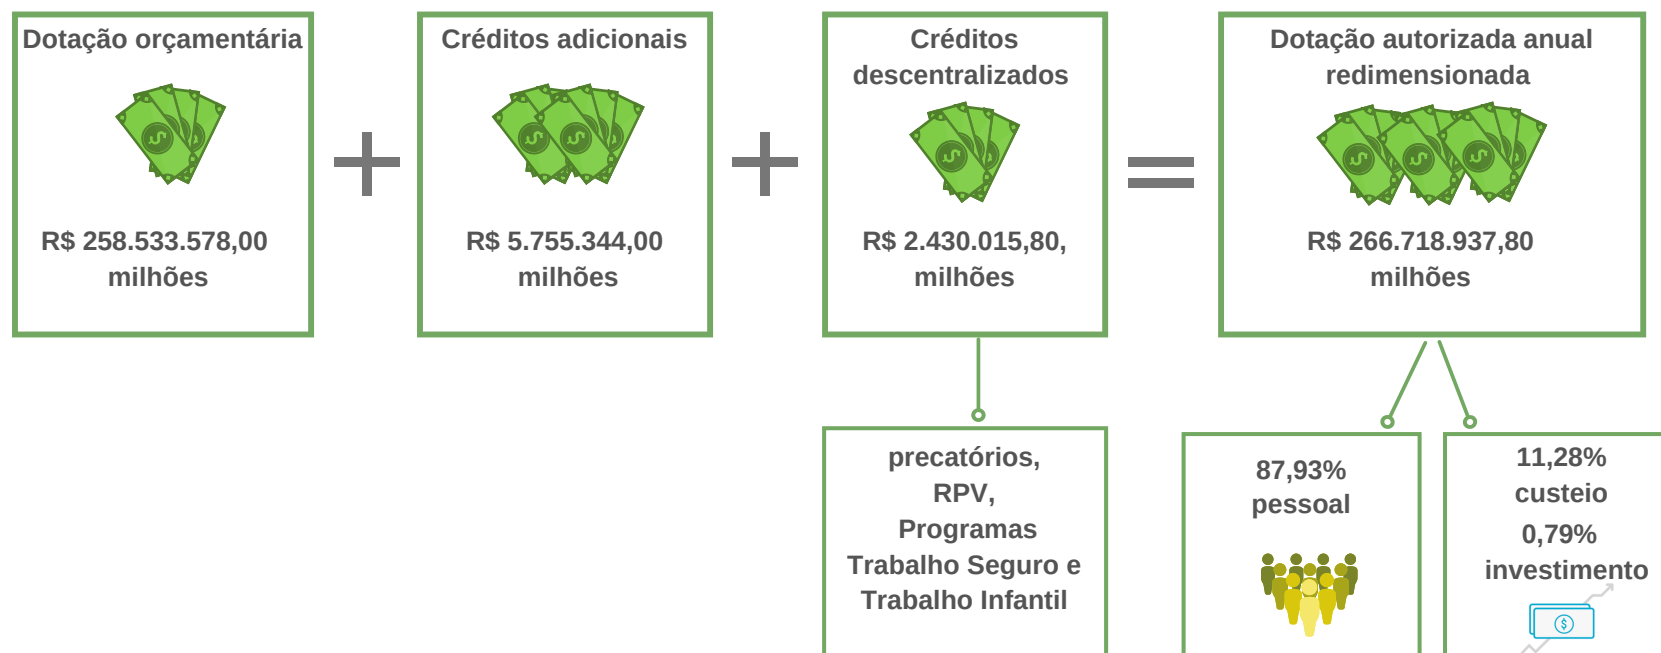 Dotação orçamentária
R$ 258.533.578,00
milhões
Créditos adicionais
R$ 5.755.344,00
milhões
Créditos
descentralizados
R$ 2.430.015,80,
milhões
Dotação autorizada anual
redimensionada
R$ 266.718.937,80
milhões
precatórios,
RPV,
Programas
Trabalho Seguro e
Trabalho Infantil
87,93%
pessoal
11,28%
custeio
0,79%
investimento